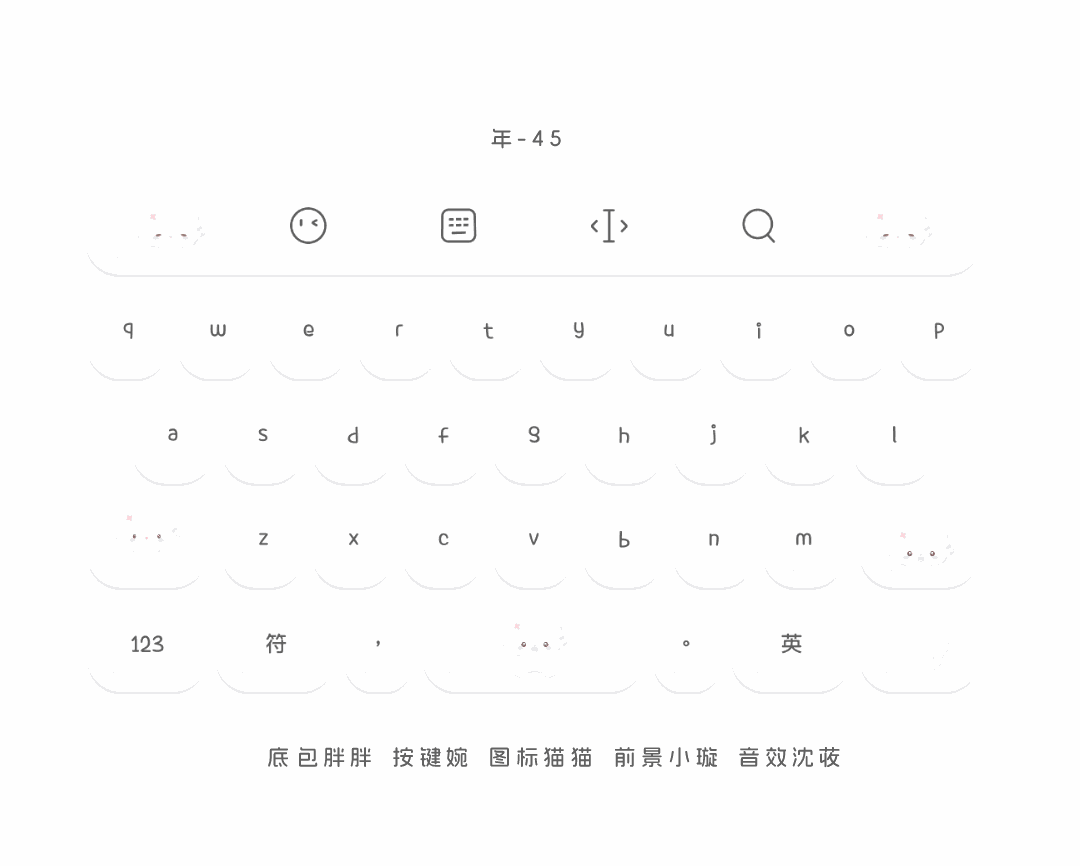 年-45
q w e r t y u i o p
a s d f g h j k l
z x c v b n m
123 符 , 。 英
底包胖胖 按键婉 图标猫猫 前景小璇 音效沈荍